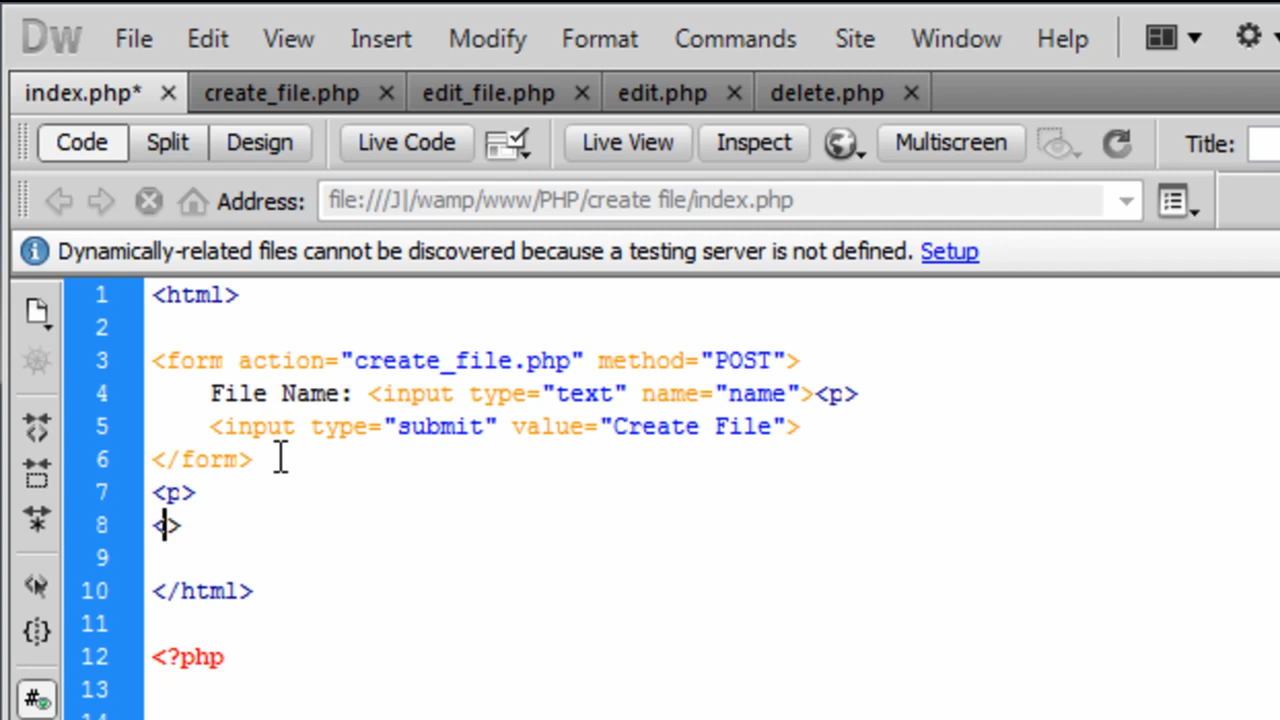 Dw File Edit View Insert Modify Format Commands Site Window Help
index.php* create_file.php edit_file.php edit.php delete.php
Code Split Design Live Code Live View Inspect Multiscreen Title:
Address: file:///J|/wamp/www/PHP/create file/index.php
Dynamically-related files cannot be discovered because a testing server is not defined. Setup
1 <html>
2
3 <form action="create_file.php" method="POST">
4 File Name: <input type="text" name="name"><p>
5 <input type="submit" value="Create File">
6 </form>
7 <p>
8 <>
9
10 </html>
11
12 <?php
13